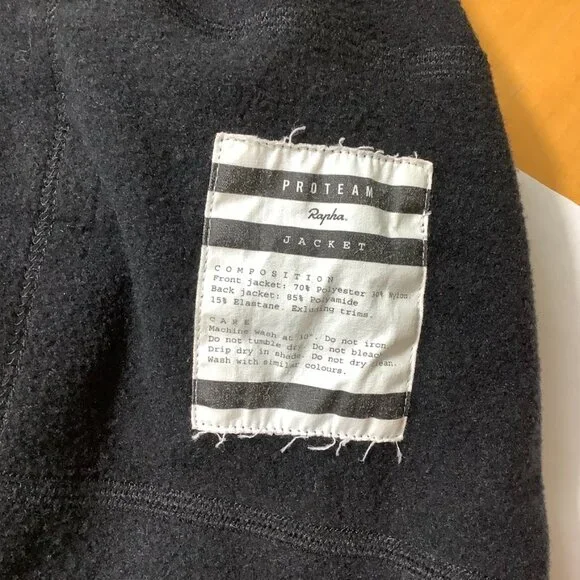 PROTEAM
Rapha.
JACKET
COMPOSITION
Front jacket: 70% Polyester 30% Nylon.
Back jacket: 85% Polyamide
15% Elastane. Exluding trims.
CARE
Machine wash at 30°. Do not iron.
Do not tumble dry. Do not bleach.
Drip dry in shade. Do not dry clean.
Wash with similar colours.